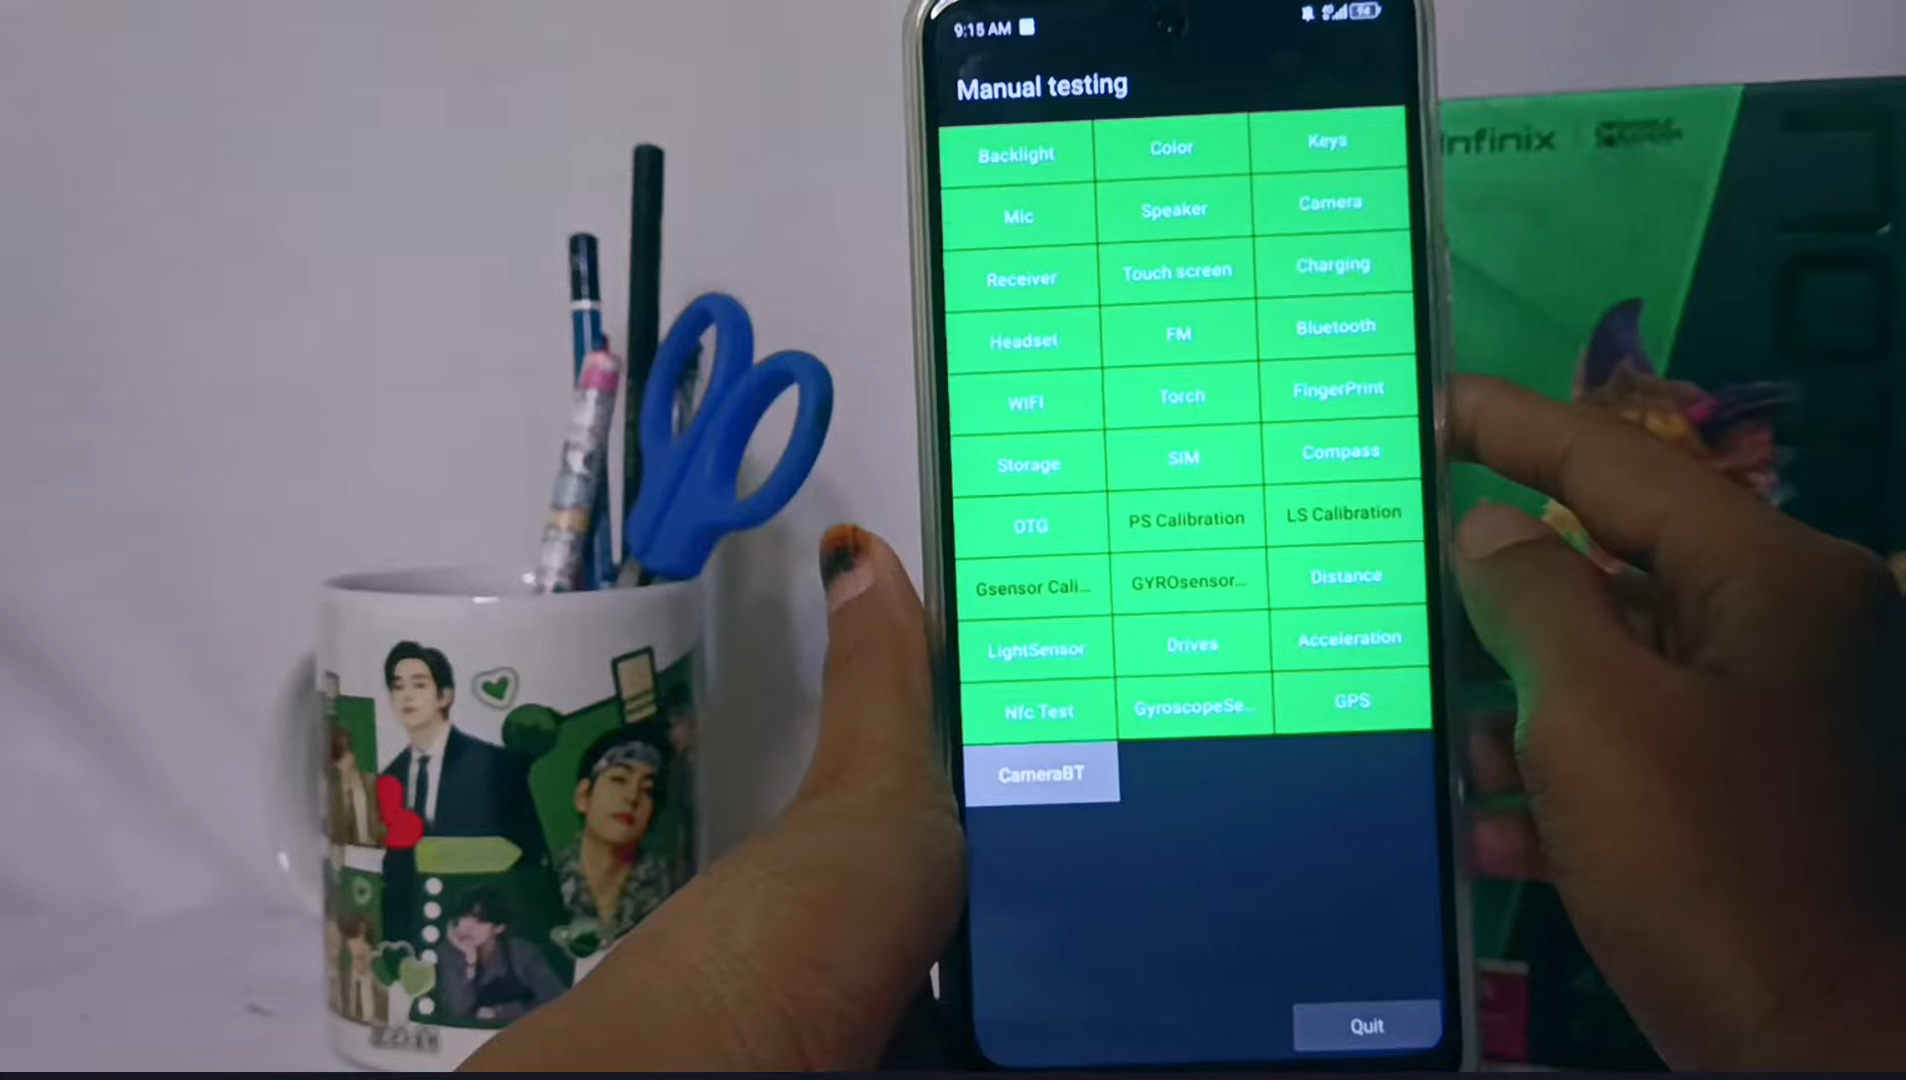 9:15 AM
94
Manual testing
Backlight Color Keys
Mic Speaker Camera
Receiver Touch screen Charging
Headset FM Bluetooth
WIFI Torch FingerPrint
Storage SIM Compass
OTG PS Calibration LS Calibration
Gsensor Cali... GYROsensor... Distance
LightSensor Drives Acceleration
Nfc Test GyroscopeSe... GPS
CameraBT
Quit
Infinix